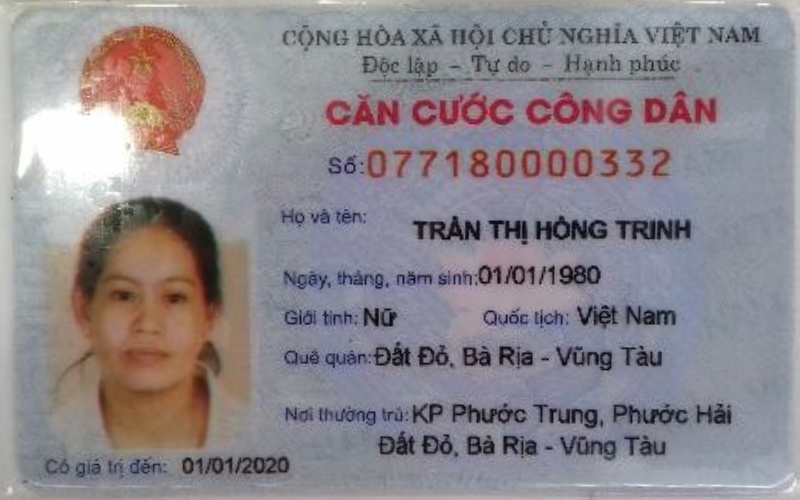 CỘNG HÒA XÃ HỘI CHỦ NGHĨA VIỆT NAM
Độc lập - Tự do - Hạnh phúc
CĂN CƯỚC CÔNG DÂN
Số: 077180000332
Họ và tên: TRẦN THỊ HỒNG TRINH
Ngày, tháng, năm sinh: 01/01/1980
Giới tính: Nữ Quốc tịch: Việt Nam
Quê quán: Đất Đỏ, Bà Rịa - Vũng Tàu
Nơi thường trú: KP Phước Trung, Phước Hải
Đất Đỏ, Bà Rịa - Vũng Tàu
Có giá trị đến: 01/01/2020